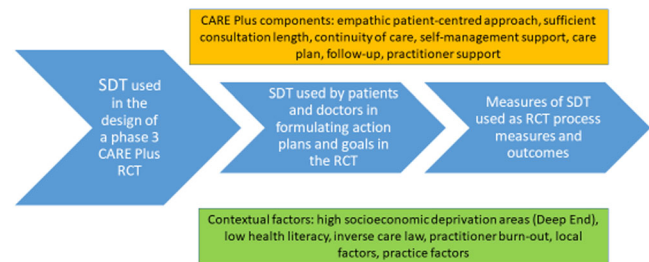 CARE Plus components: empathic patient-centred approach, sufficient
consultation length, continuity of care, self-management support, care
plan, follow-up, practitioner support
SDT used
in the
design of
a phase 3
CARE Plus
RCT
SDT used by patients
and doctors in
formulating action
plans and goals in
the RCT
Measures of SDT
used as RCT process
measures and
outcomes
Contextual factors: high socioeconomic deprivation areas (Deep End),
low health literacy, inverse care law, practitioner burn-out, local
factors, practice factors